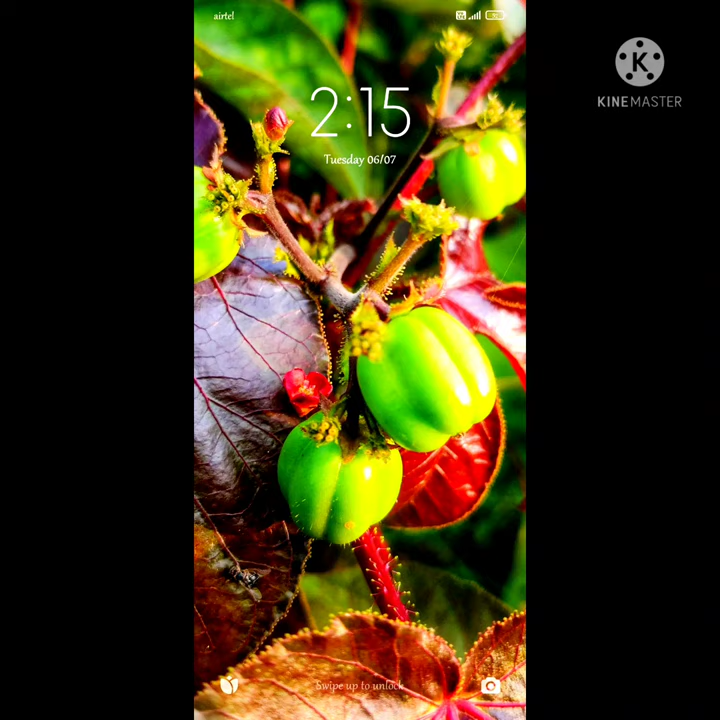 airtel
2:15
Tuesday 06/07
Swipe up to unlock
K
KINEMASTER